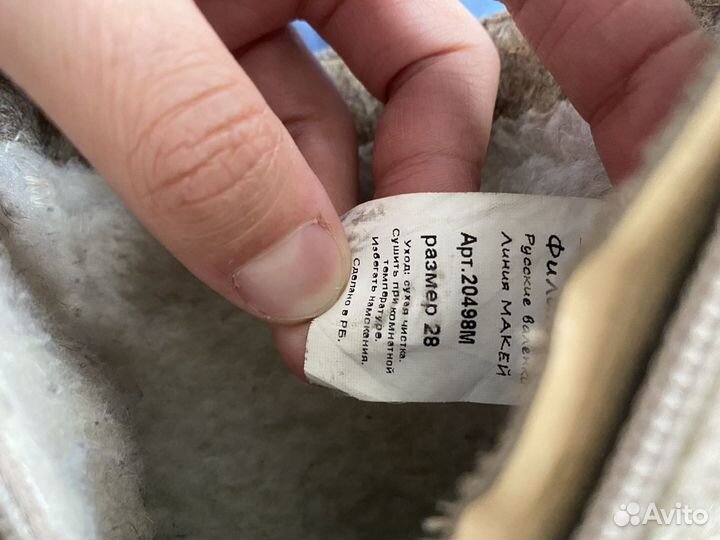 Русские валенки
Линия МАКЕЙ
Арт.20498М
размер 28
Уход: сухая чистка.
Сушить при комнатной
температуре.
Избегать намокания.
Сделано в РБ.
Avito